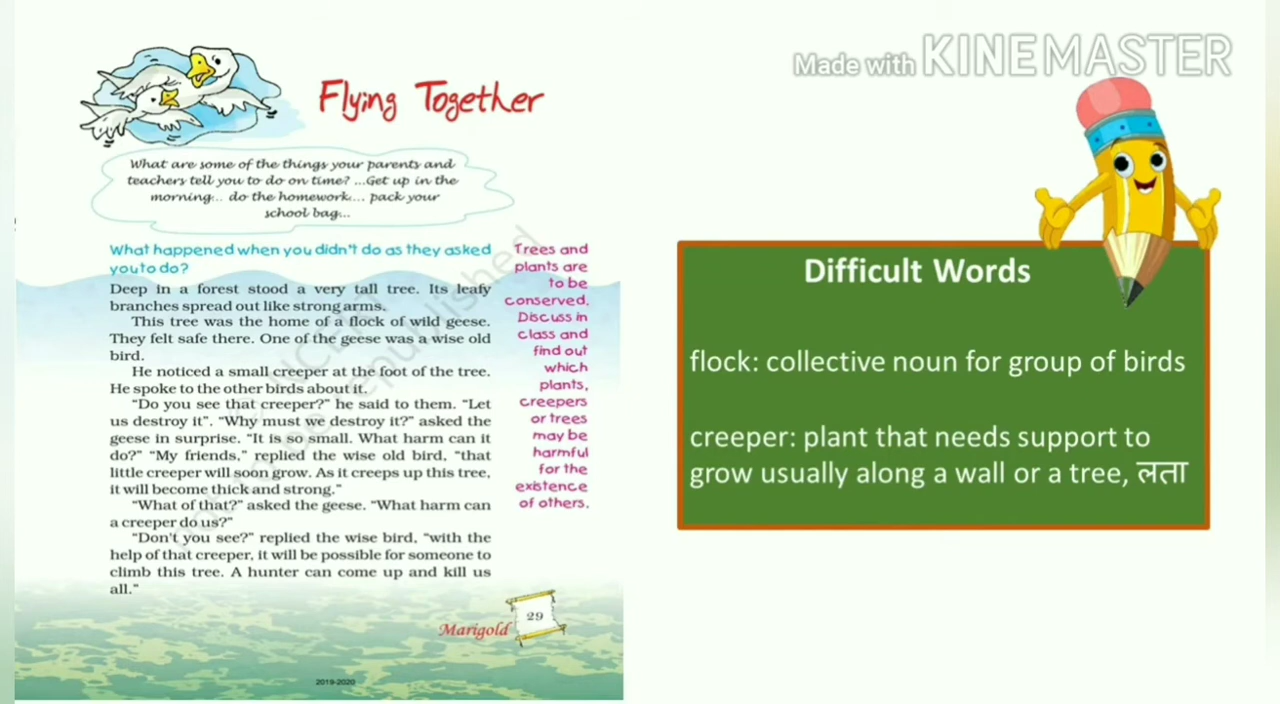 Made with KINEMASTER
Flying Together
What are some of the things your parents and
teachers tell you to do on time? ...Get up in the
morning... do the homework... pack your
school bag...
What happened when you didn't do as they asked
youto do?
Deep in a forest stood a very tall tree. Its leafy
branches spread out like strong arms.
This tree was the home of a flock of wild geese.
They felt safe there. One of the geese was a wise old
bird.
He noticed a small creeper at the foot of the tree.
He spoke to the other birds about it.
"Do you see that creeper?" he said to them. "Let
us destroy it". "Why must we destroy it?" asked the
geese in surprise. "It is so small. What harm can it
do?" "My friends," replied the wise old bird, "that
little creeper will soon grow. As it creeps up this tree,
it will become thick and strong."
"What of that?" asked the geese. "What harm can
a creeper do us?"
"Don't you see?" replied the wise bird, "with the
help of that creeper, it will be possible for someone to
climb this tree. A hunter can come up and kill us
all."
Trees and
plants are
to be
conserved.
Discuss in
class and
find out
which
plants,
creepers
or trees
may be
harmful
for the
existence
of others.
29
Marigold
2019-2020
Difficult Words
flock: collective noun for group of birds
creeper: plant that needs support to
grow usually along a wall or a tree, लता